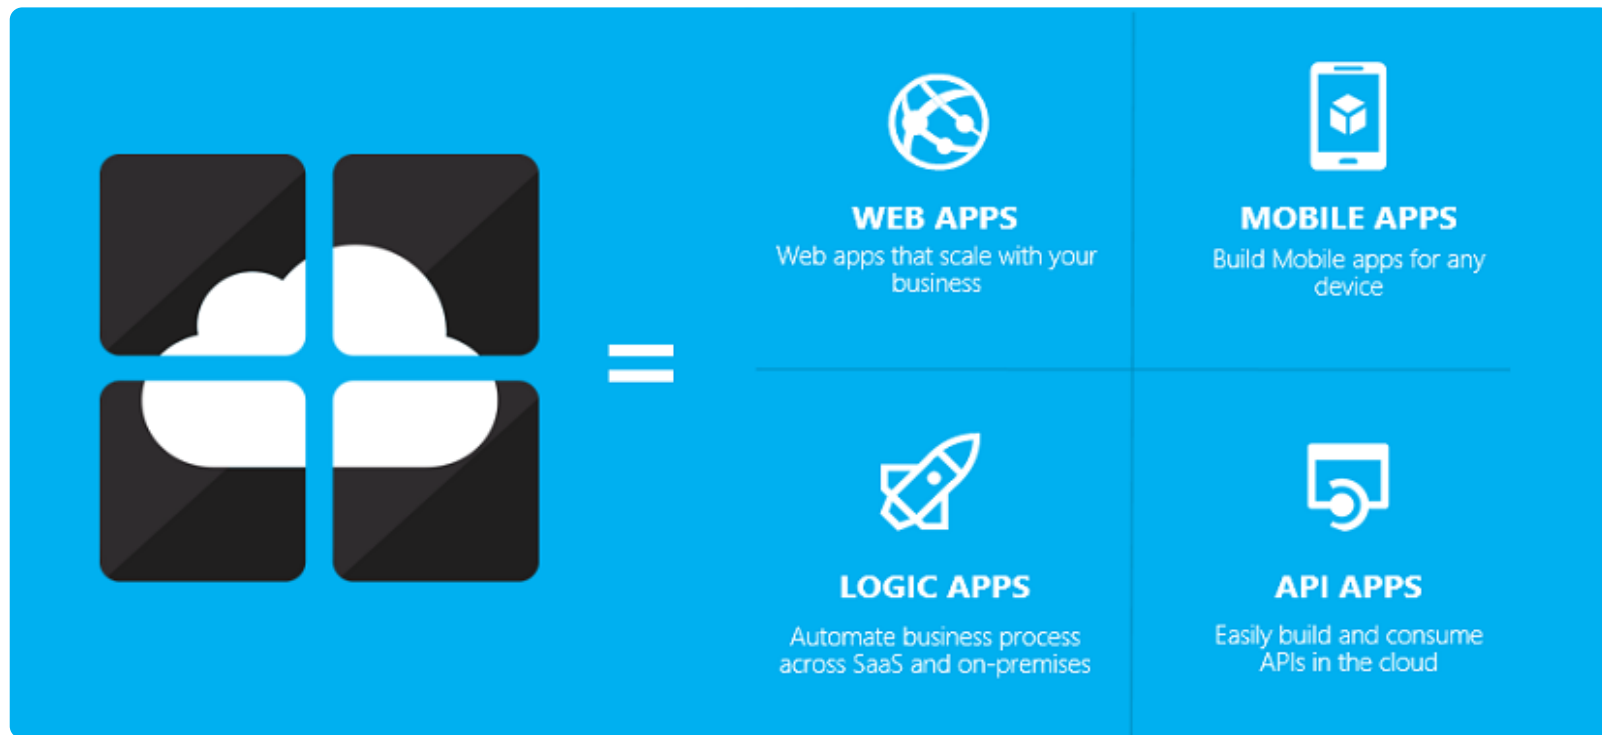 WEB APPS
Web apps that scale with your
business
MOBILE APPS
Build Mobile apps for any
device
=
LOGIC APPS
Automate business process
across SaaS and on-premises
API APPS
Easily build and consume
APIs in the cloud